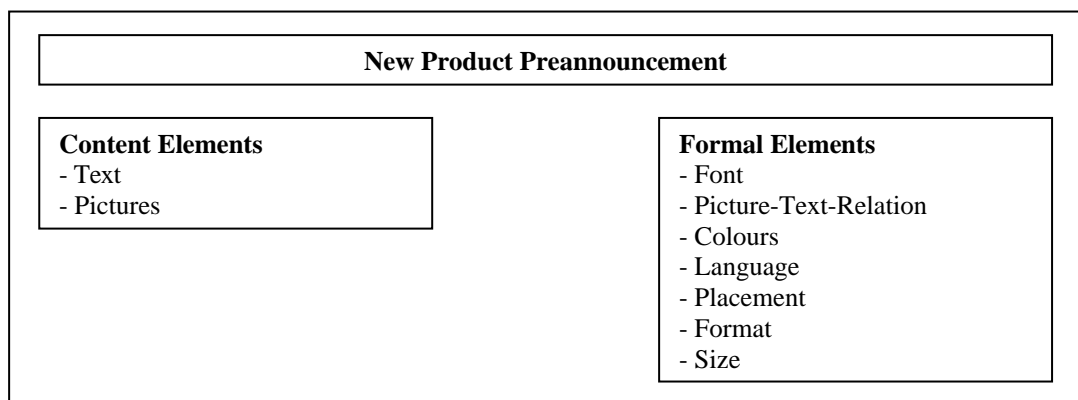 New Product Preannouncement
Content Elements
- Text
- Pictures
Formal Elements
- Font
- Picture-Text-Relation
- Colours
- Language
- Placement
- Format
- Size